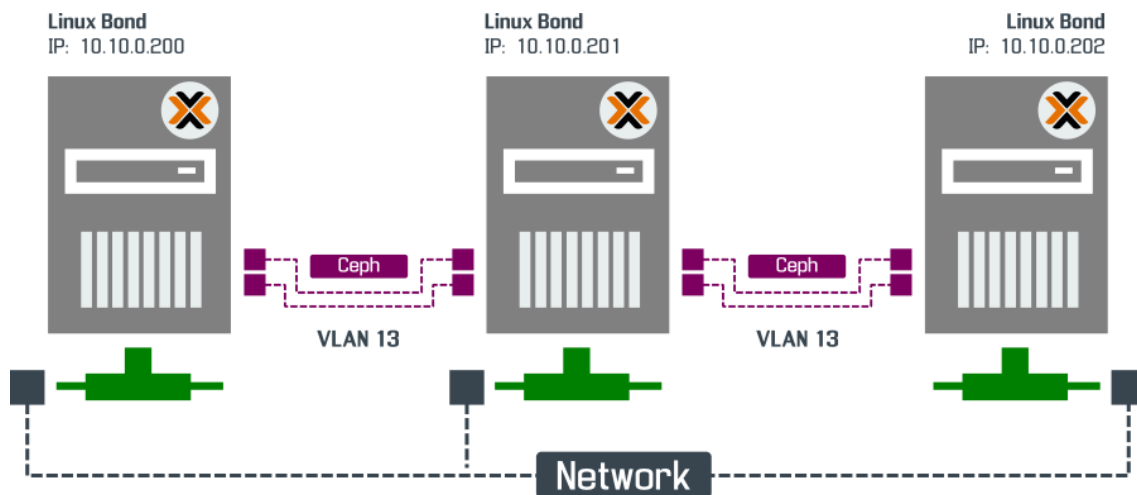 Linux Bond
IP: 10.10.0.200
Linux Bond
IP: 10.10.0.201
Linux Bond
IP: 10.10.0.202
Ceph
Ceph
VLAN 13
VLAN 13
Network